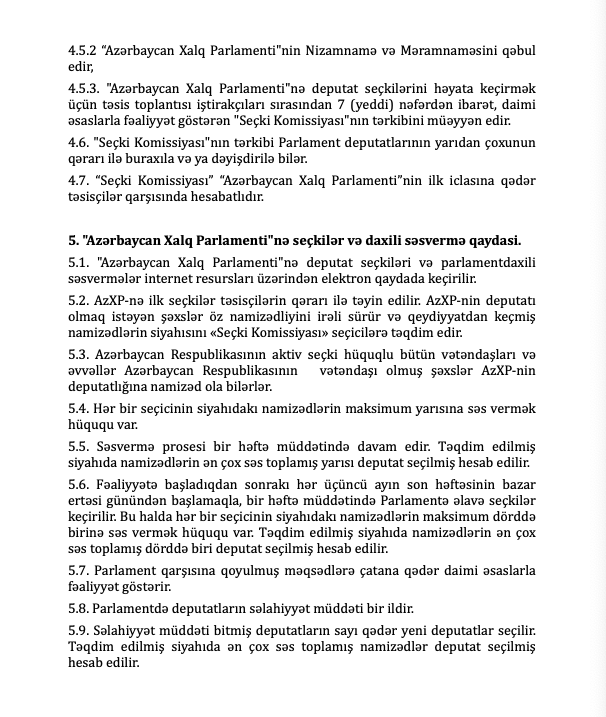 4.5.2 “Azərbaycan Xalq Parlamenti"nin Nizamnamə və Məramnaməsini qəbul
edir,
4.5.3. "Azərbaycan Xalq Parlamenti"nə deputat seçkilərini həyata keçirmək
üçün təsis toplantısı iştirakçıları sırasından 7 (yeddi) nəfərdən ibarət, daimi
əsaslarla fəaliyyət göstərən "Seçki Komissiyası"nın tərkibini müəyyən edir.
4.6. "Seçki Komissiyası"nın tərkibi Parlament deputatlarının yarıdan çoxunun
qərarı ilə buraxıla və ya dəyişdirilə bilər.
4.7. “Seçki Komissiyası” “Azərbaycan Xalq Parlamenti”nin ilk iclasına qədər
təsisçilər qarşısında hesabatlıdır.
5. "Azərbaycan Xalq Parlamenti"nə seçkilər və daxili səsvermə qaydasi.
5.1. "Azərbaycan Xalq Parlamenti"nə deputat seçkiləri və parlamentdaxili
səsvermələr internet resursları üzərindən elektron qaydada keçirilir.
5.2. AzXP-nə ilk seçkilər təsisçilərin qərarı ilə təyin edilir. AzXP-nin deputatı
olmaq istəyən şəxslər öz namizədliyini irəli sürür və qeydiyyatdan keçmiş
namizədlərin siyahısını «Seçki Komissiyası» seçicilərə təqdim edir.
5.3. Azərbaycan Respublikasının aktiv seçki hüquqlu bütün vətəndaşları və
əvvəllər Azərbaycan Respublikasının vətəndaşı olmuş şəxslər AzXP-nin
deputatlığına namizəd ola bilərlər.
5.4. Hər bir seçicinin siyahıdakı namizədlərin maksimum yarısına səs vermək
hüququ var.
5.5. Səsvermə prosesi bir həftə müddətində davam edir. Təqdim edilmiş
siyahıda namizədlərin ən çox səs toplamış yarısı deputat seçilmiş hesab edilir.
5.6. Fəaliyyətə başladıqdan sonrakı hər üçüncü ayın son həftəsinin bazar
ertəsi günündən başlamaqla, bir həftə müddətində Parlamentə əlavə seçkilər
keçirilir. Bu halda hər bir seçicinin siyahıdakı namizədlərin maksimum dörddə
birinə səs vermək hüququ var. Təqdim edilmiş siyahıda namizədlərin ən çox
səs toplamış dörddə biri deputat seçilmiş hesab edilir.
5.7. Parlament qarşısına qoyulmuş məqsədlərə çatana qədər daimi əsaslarla
fəaliyyət göstərir.
5.8. Parlamentdə deputatların səlahiyyət müddəti bir ildir.
5.9. Səlahiyyət müddəti bitmiş deputatların sayı qədər yeni deputatlar seçilir.
Təqdim edilmiş siyahıda ən çox səs toplamış namizədlər deputat seçilmiş
hesab edilir.